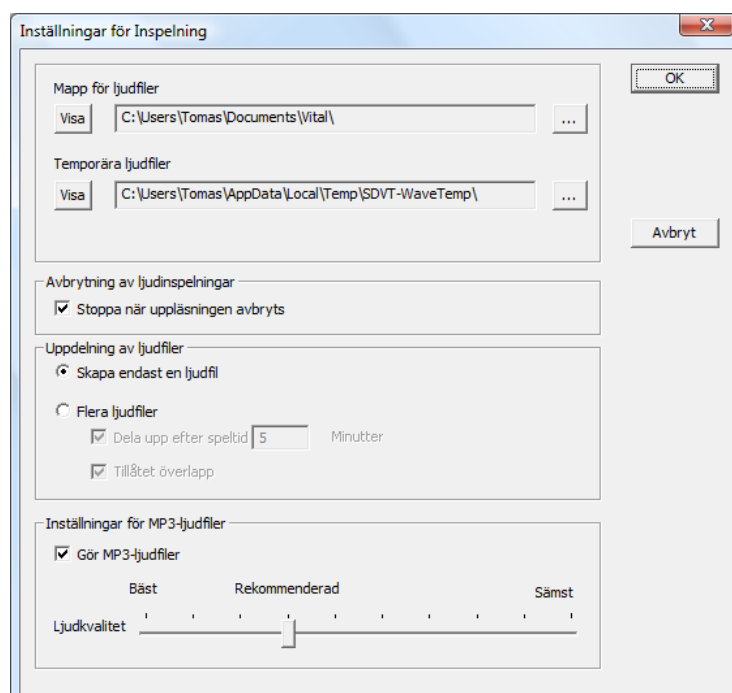 Inställningar för Inspelning
Mapp för ljudfiler
Visa C:\Users\Tomas\Documents\Vital\ ...
Temporära ljudfiler
Visa C:\Users\Tomas\AppData\Local\Temp\SDVT-WaveTemp\ ...
OK
Avbryt
Avbrytning av ljudinspelningar
Stoppa när uppläsningen avbryts
Uppdelning av ljudfiler
Skapa endast en ljudfil
Flera ljudfiler
Dela upp efter speltid 5 Minutter
Tillåtet överlapp
Inställningar för MP3-ljudfiler
Gör MP3-ljudfiler
Bäst Rekommenderad Sämst
Ljudkvalitet